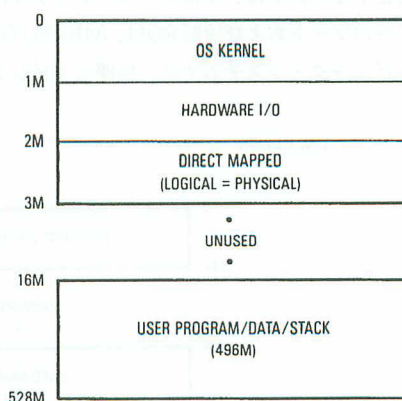 0
OS KERNEL
1M
HARDWARE I/O
2M
DIRECT MAPPED
(LOGICAL = PHYSICAL)
3M
UNUSED
16M
USER PROGRAM/DATA/STACK
(496M)
528M